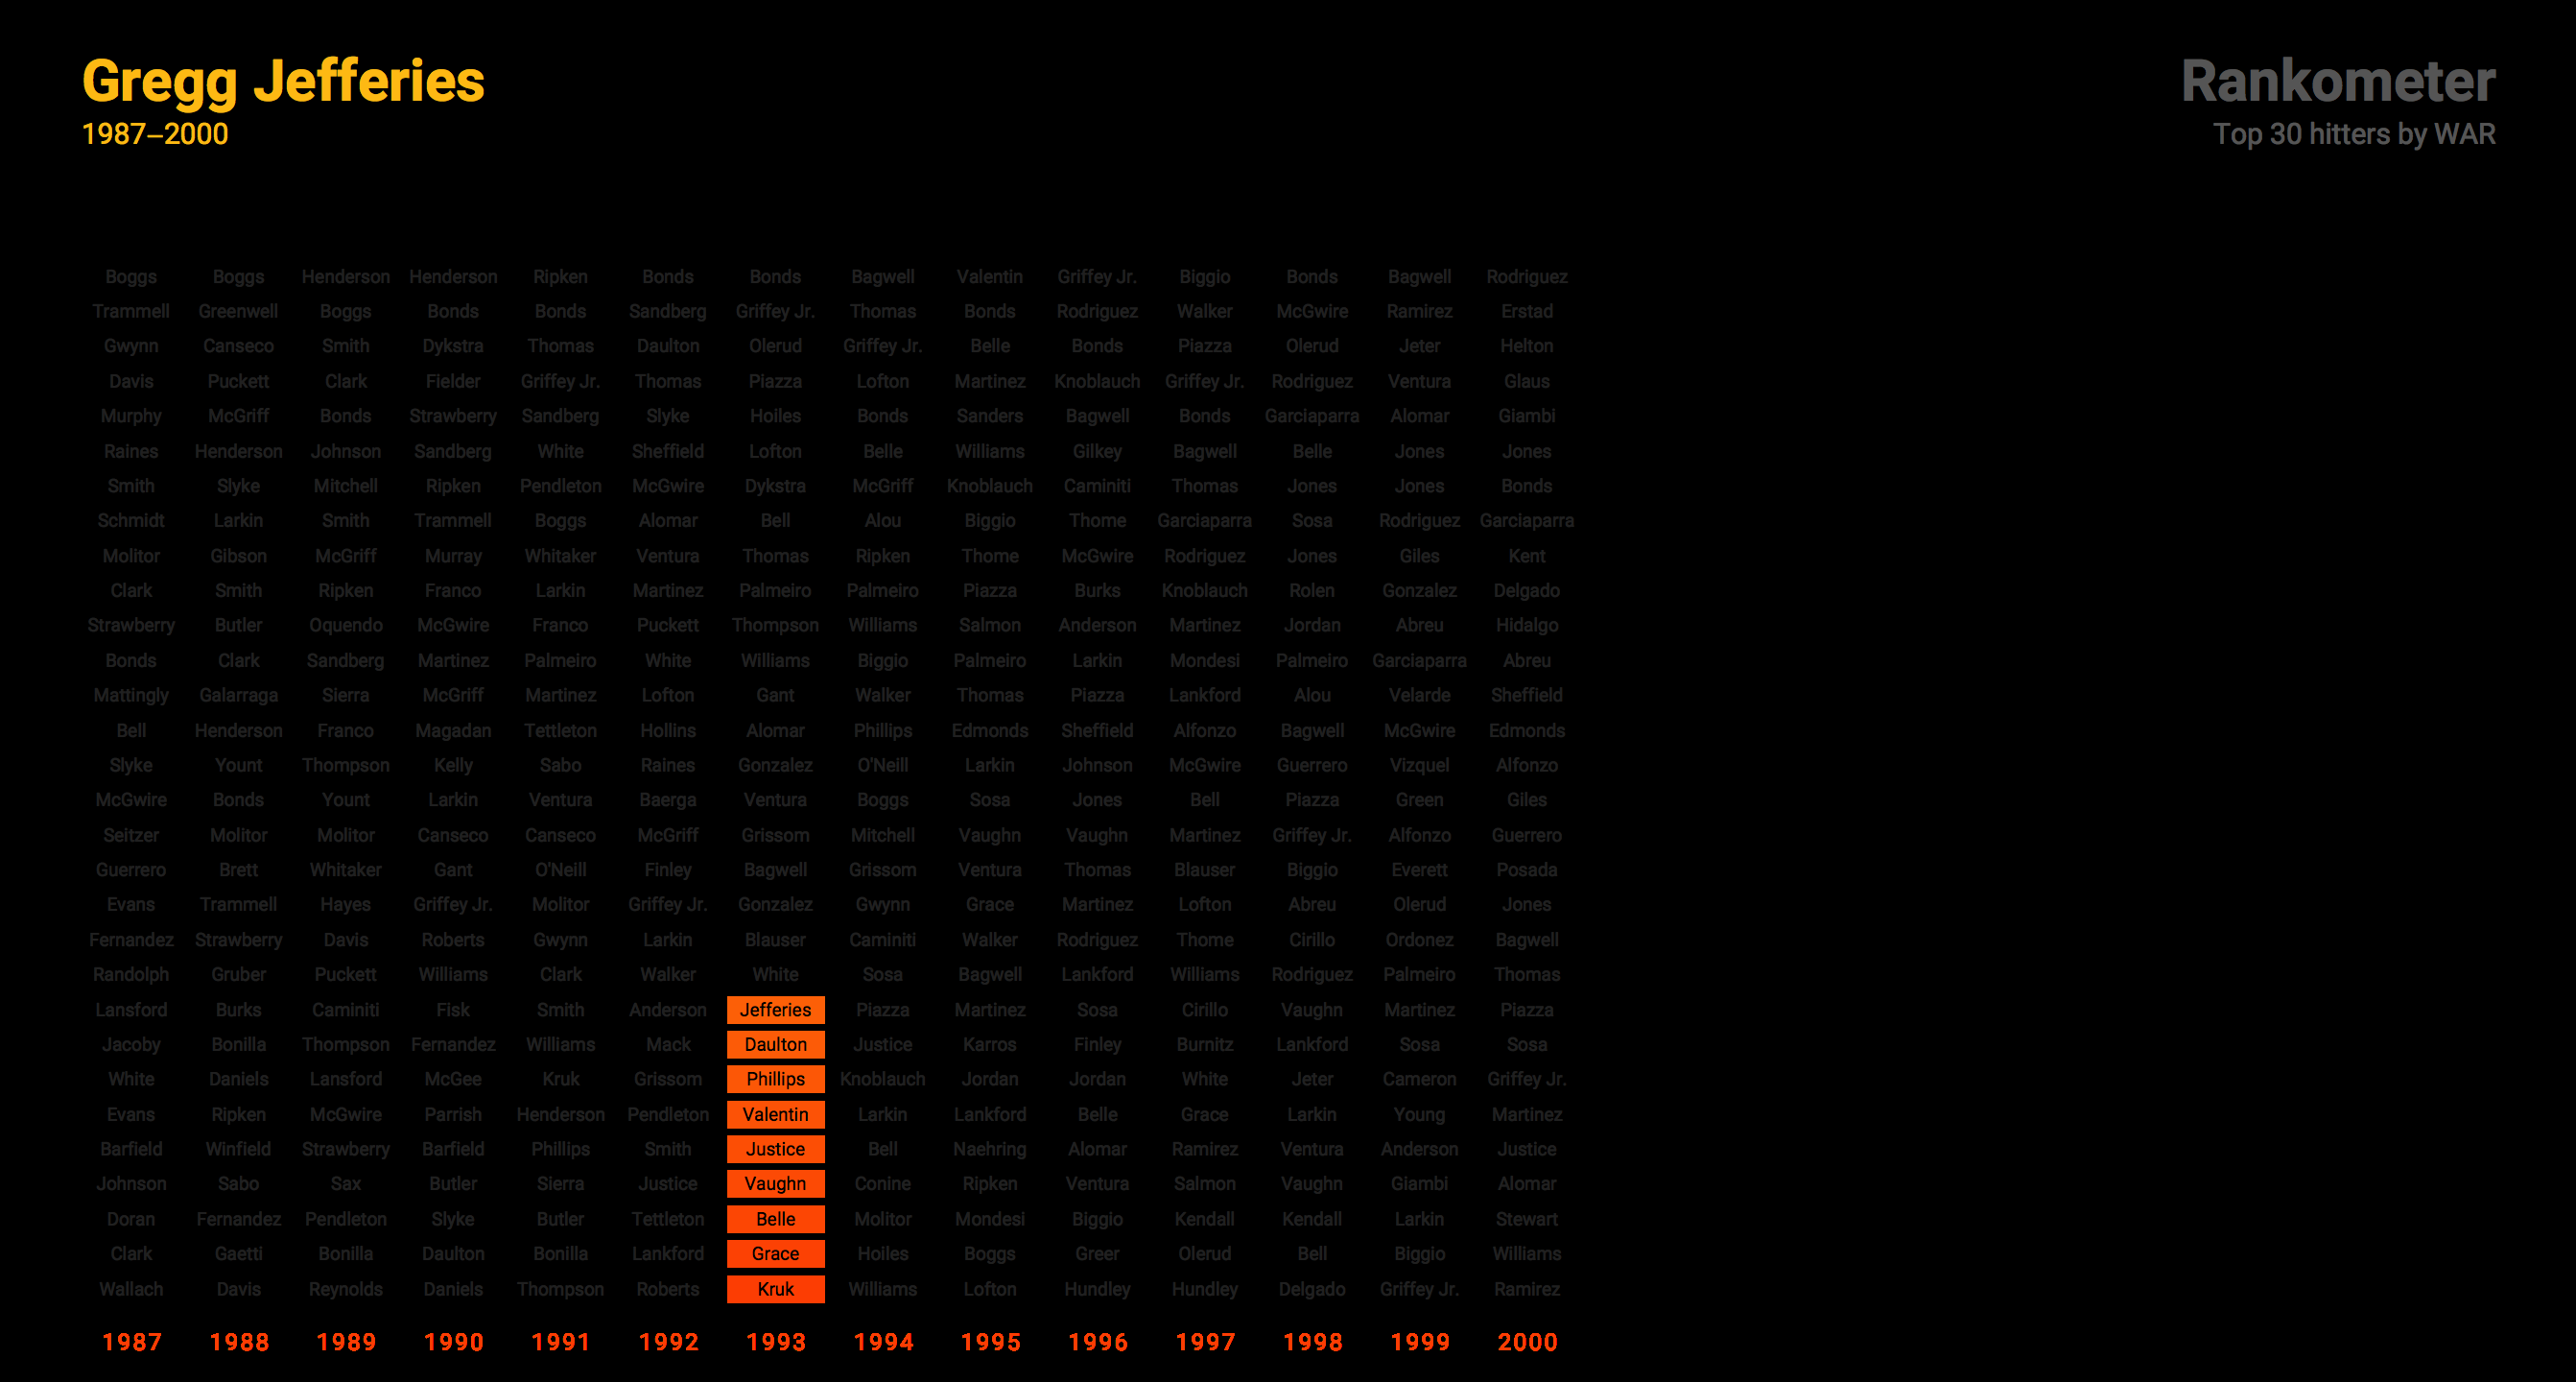 Gregg Jefferies
1987–2000
Rankometer
Top 30 hitters by WAR
Boggs Boggs Henderson Henderson Ripken Bonds Bonds Bagwell Valentin Griffey Jr. Biggio Bonds Bagwell Rodriguez
Trammell Greenwell Boggs Bonds Bonds Sandberg Griffey Jr. Thomas Bonds Rodriguez Walker McGwire Ramirez Erstad
Gwynn Canseco Smith Dykstra Thomas Daulton Olerud Griffey Jr. Belle Bonds Piazza Olerud Jeter Helton
Davis Puckett Clark Fielder Griffey Jr. Thomas Piazza Lofton Martinez Knoblauch Griffey Jr. Rodriguez Ventura Glaus
Murphy McGriff Bonds Strawberry Sandberg Slyke Hoiles Bonds Sanders Bagwell Bonds Garciaparra Alomar Giambi
Raines Henderson Johnson Sandberg White Sheffield Lofton Belle Williams Gilkey Bagwell Belle Jones Jones
Smith Slyke Mitchell Ripken Pendleton McGwire Dykstra McGriff Knoblauch Caminiti Thomas Jones Jones Bonds
Schmidt Larkin Smith Trammell Boggs Alomar Bell Alou Biggio Thome Garciaparra Sosa Rodriguez Garciaparra
Molitor Gibson McGriff Murray Whitaker Ventura Thomas Ripken Thome McGwire Rodriguez Jones Giles Kent
Clark Smith Ripken Franco Larkin Martinez Palmeiro Palmeiro Piazza Burks Knoblauch Rolen Gonzalez Delgado
Strawberry Butler Oquendo McGwire Franco Puckett Thompson Williams Salmon Anderson Martinez Jordan Abreu Hidalgo
Bonds Clark Sandberg Martinez Palmeiro White Williams Biggio Palmeiro Larkin Mondesi Palmeiro Garciaparra Abreu
Mattingly Galarraga Sierra McGriff Martinez Lofton Gant Walker Thomas Piazza Lankford Alou Velarde Sheffield
Bell Henderson Franco Magadan Tettleton Hollins Alomar Phillips Edmonds Sheffield Alfonzo Bagwell McGwire Edmonds
Slyke Yount Thompson Kelly Sabo Raines Gonzalez O'Neill Larkin Johnson McGwire Guerrero Vizquel Alfonzo
McGwire Bonds Yount Larkin Ventura Baerga Ventura Boggs Sosa Jones Bell Piazza Green Giles
Seitzer Molitor Molitor Canseco Canseco McGriff Grissom Mitchell Vaughn Vaughn Martinez Griffey Jr. Alfonzo Guerrero
Guerrero Brett Whitaker Gant O'Neill Finley Bagwell Grissom Ventura Thomas Blauser Biggio Everett Posada
Evans Trammell Hayes Griffey Jr. Molitor Griffey Jr. Gonzalez Gwynn Grace Martinez Lofton Abreu Olerud Jones
Fernandez Strawberry Davis Roberts Gwynn Larkin Blauser Caminiti Walker Rodriguez Thome Cirillo Ordonez Bagwell
Randolph Gruber Puckett Williams Clark Walker White Sosa Bagwell Lankford Williams Rodriguez Palmeiro Thomas
Lansford Burks Caminiti Fisk Smith Anderson Jefferies Piazza Martinez Sosa Cirillo Vaughn Martinez Piazza
Jacoby Bonilla Thompson Fernandez Williams Mack Daulton Justice Karros Finley Burnitz Lankford Sosa Sosa
White Daniels Lansford McGee Kruk Grissom Phillips Knoblauch Jordan Jordan White Jeter Cameron Griffey Jr.
Evans Ripken McGwire Parrish Henderson Pendleton Valentin Larkin Lankford Belle Grace Larkin Young Martinez
Barfield Winfield Strawberry Barfield Phillips Smith Justice Bell Naehring Alomar Ramirez Ventura Anderson Justice
Johnson Sabo Sax Butler Sierra Justice Vaughn Conine Ripken Ventura Salmon Vaughn Giambi Alomar
Doran Fernandez Pendleton Slyke Butler Tettleton Belle Molitor Mondesi Biggio Kendall Kendall Larkin Stewart
Clark Gaetti Bonilla Daulton Bonilla Lankford Grace Hoiles Boggs Greer Olerud Bell Biggio Williams
Wallach Davis Reynolds Daniels Thompson Roberts Kruk Williams Lofton Hundley Hundley Delgado Griffey Jr. Ramirez
1987 1988 1989 1990 1991 1992 1993 1994 1995 1996 1997 1998 1999 2000